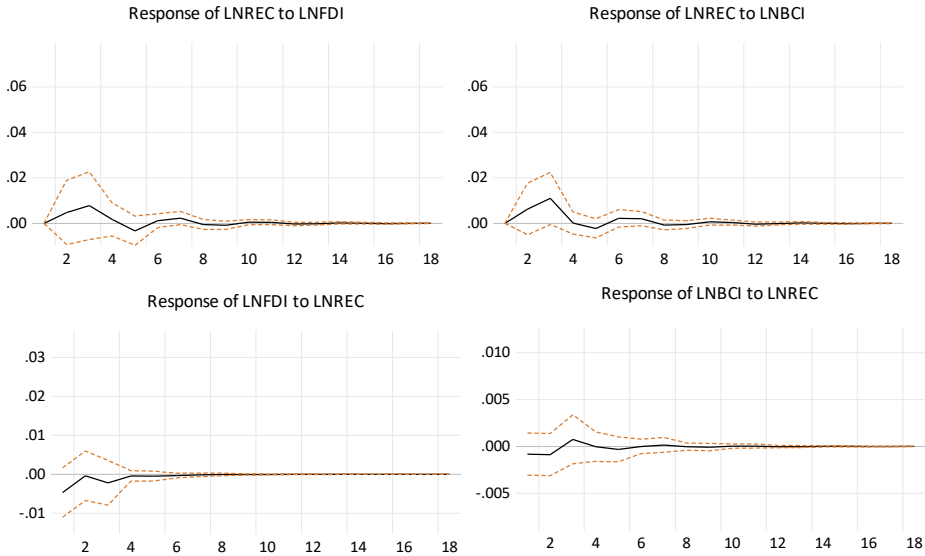 Response of LNREC to LNFDI
.06
.04
.02
.00
2 4 6 8 10 12 14 16 18
Response of LNREC to LNBCI
.06
.04
.02
.00
2 4 6 8 10 12 14 16 18
Response of LNFDI to LNREC
.03
.02
.01
.00
-.01
2 4 6 8 10 12 14 16 18
Response of LNBCI to LNREC
.010
.005
.000
-.005
2 4 6 8 10 12 14 16 18